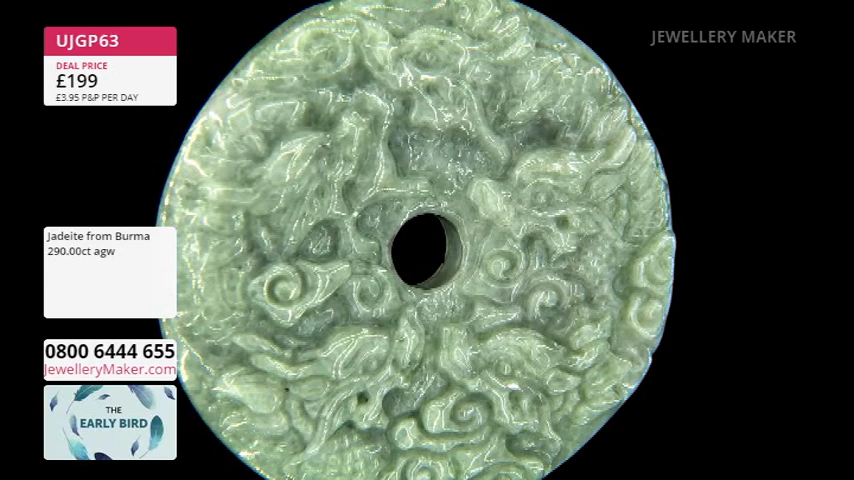 UJGP63
DEAL PRICE
£199
£3.95 P&P PER DAY
JEWELLERY MAKER
Jadeite from Burma
290.00ct agw
0800 6444 655
JewelleryMaker.com
THE
EARLY BIRD